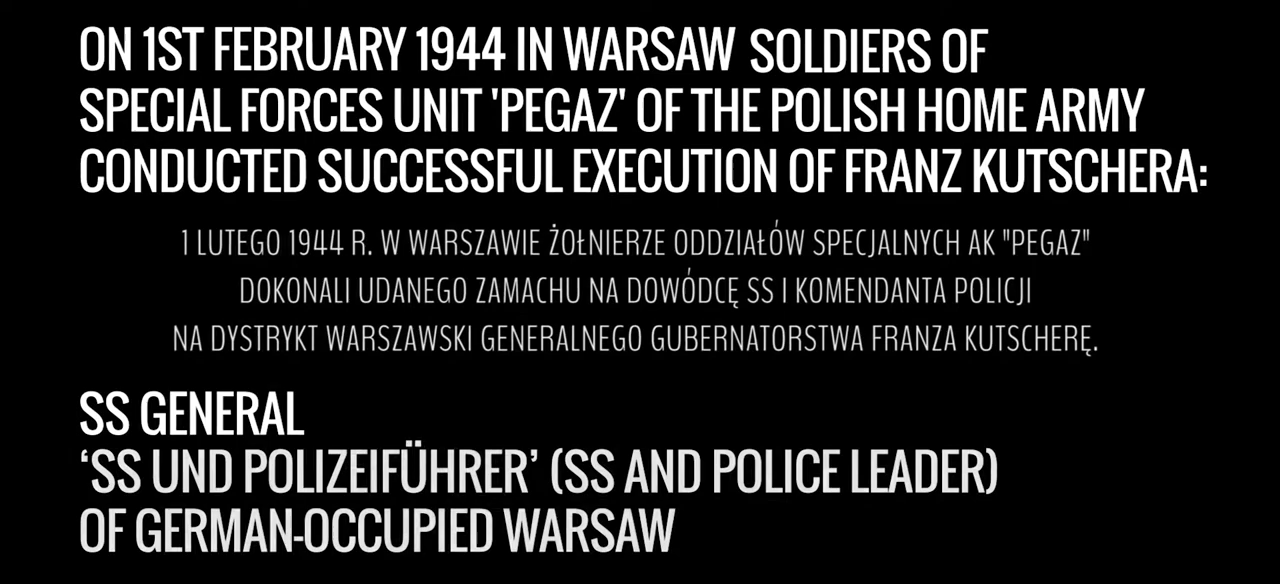 ON 1ST FEBRUARY 1944 IN WARSAW SOLDIERS OF
SPECIAL FORCES UNIT 'PEGAZ' OF THE POLISH HOME ARMY
CONDUCTED SUCCESSFUL EXECUTION OF FRANZ KUTSCHERA:
1 LUTEGO 1944 R. W WARSZAWIE ŻOŁNIERZE ODDZIAŁÓW SPECJALNYCH AK "PEGAZ"
DOKONALI UDANEGO ZAMACHU NA DOWÓDCĘ SS I KOMENDANTA POLICJI
NA DYSTRYKT WARSZAWSKI GENERALNEGO GUBERNATORSTWA FRANZA KUTSCHERĘ.
SS GENERAL
‘SS UND POLIZEIFÜHRER’ (SS AND POLICE LEADER)
OF GERMAN-OCCUPIED WARSAW